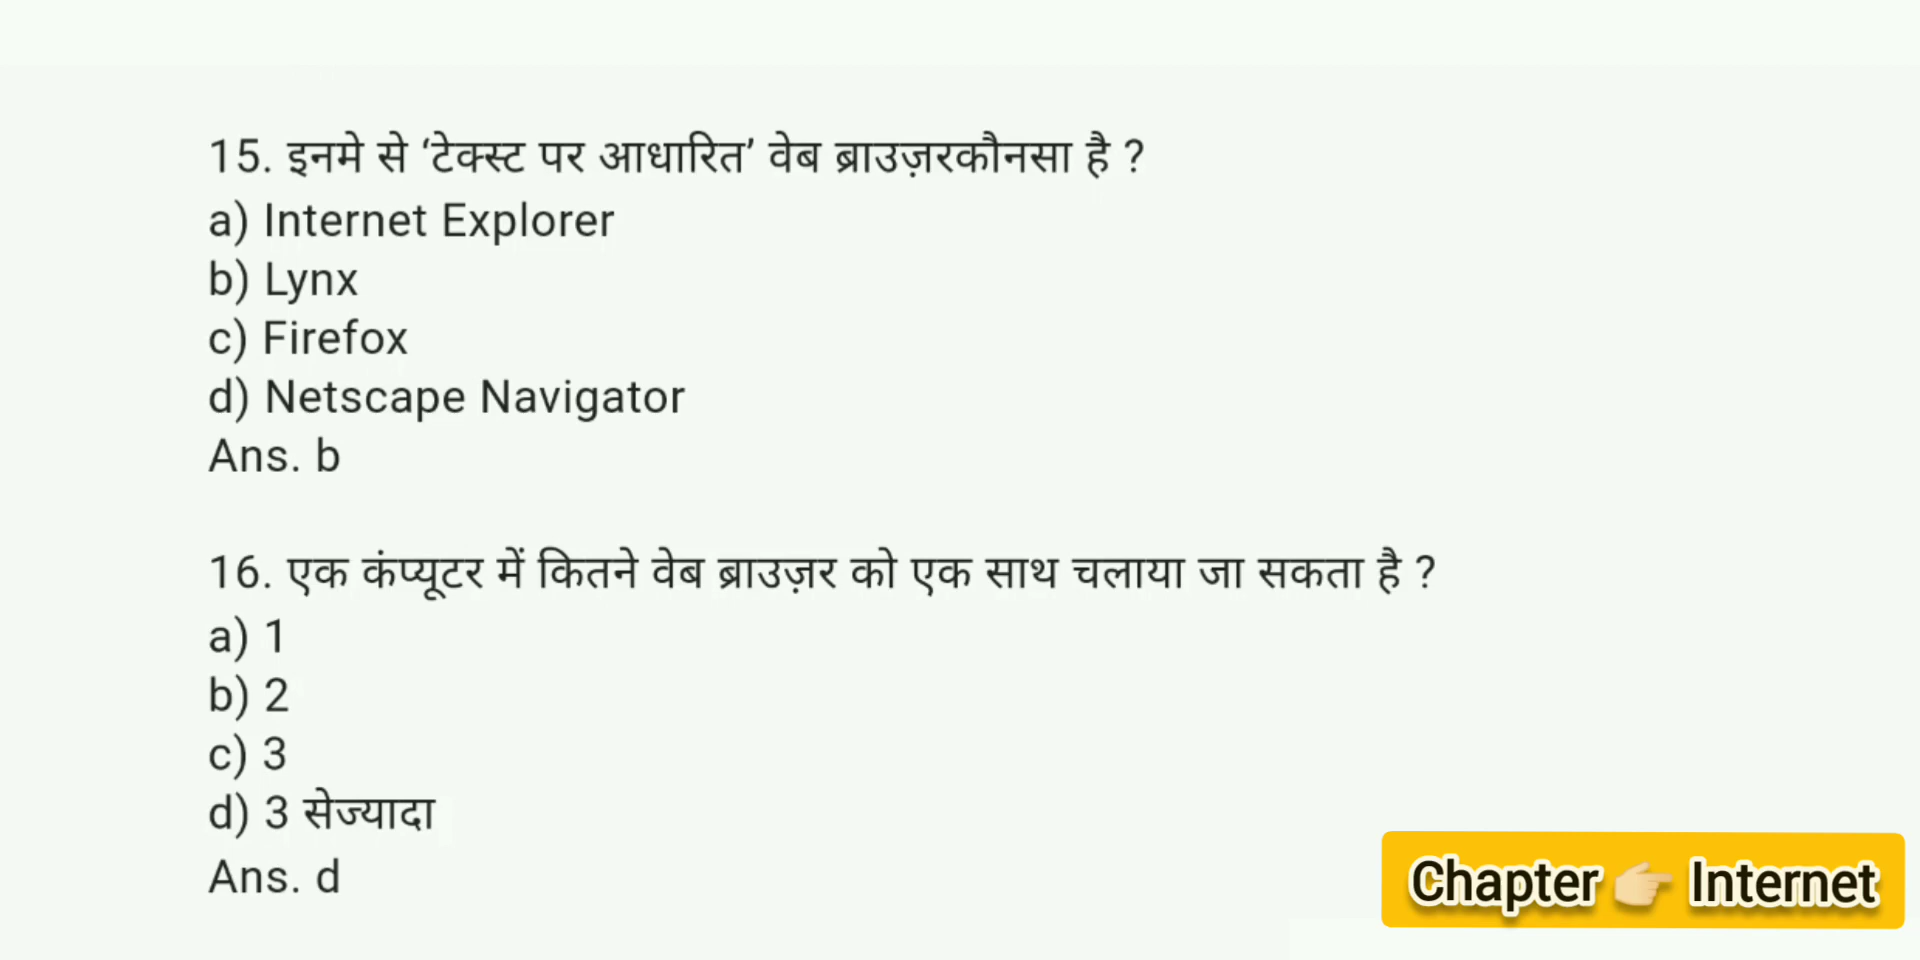 15. इनमे से ‘टेक्स्ट पर आधारित’ वेब ब्राउज़रकौनसा है ?
a) Internet Explorer
b) Lynx
c) Firefox
d) Netscape Navigator
Ans. b
16. एक कंप्यूटर में कितने वेब ब्राउज़र को एक साथ चलाया जा सकता है ?
a) 1
b) 2
c) 3
d) 3 सेज्यादा
Ans. d
Chapter 👉 Internet